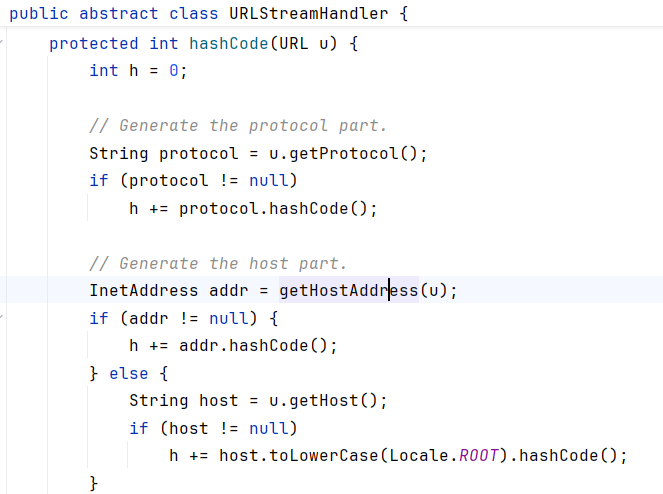 public abstract class URLStreamHandler {
    protected int hashCode(URL u) {
        int h = 0;

        // Generate the protocol part.
        String protocol = u.getProtocol();
        if (protocol != null)
            h += protocol.hashCode();

        // Generate the host part.
        InetAddress addr = getHostAddress(u);
        if (addr != null) {
            h += addr.hashCode();
        } else {
            String host = u.getHost();
            if (host != null)
                h += host.toLowerCase(Locale.ROOT).hashCode();
        }